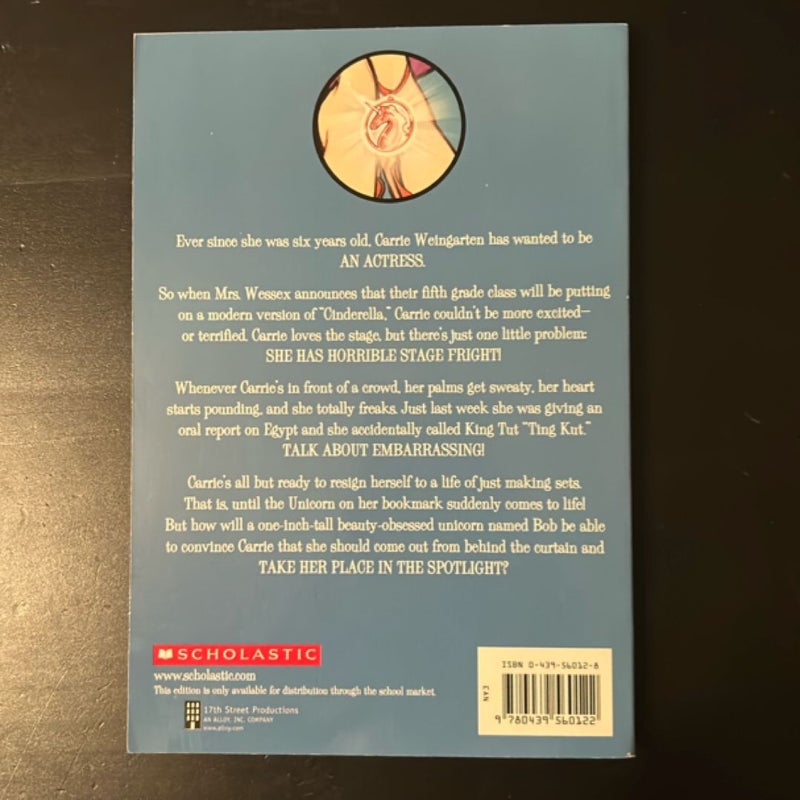 Ever since she was six years old, Carrie Weingarten has wanted to be
AN ACTRESS.
So when Mrs. Wessex announces that their fifth grade class will be putting
on a modern version of "Cinderella," Carrie couldn't be more excited—
or terrified. Carrie loves the stage, but there's just one little problem:
SHE HAS HORRIBLE STAGE FRIGHT!
Whenever Carrie's in front of a crowd, her palms get sweaty, her heart
starts pounding, and she totally freaks. Just last week she was giving an
oral report on Egypt and she accidentally called King Tut "Ting Kut."
TALK ABOUT EMBARRASSING!
Carrie's all but ready to resign herself to a life of just making sets.
That is, until the Unicorn on her bookmark suddenly comes to life!
But how will a one-inch-tall beauty-obsessed unicorn named Bob be able
to convince Carrie that she should come out from behind the curtain and
TAKE HER PLACE IN THE SPOTLIGHT?
SCHOLASTIC
www.scholastic.com
This edition is only available for distribution through the school market.
17th Street Productions
AN ALLOY, INC. COMPANY
www.alloy.com
ISBN 0-439-56012-8
EAN
9 780439 560122